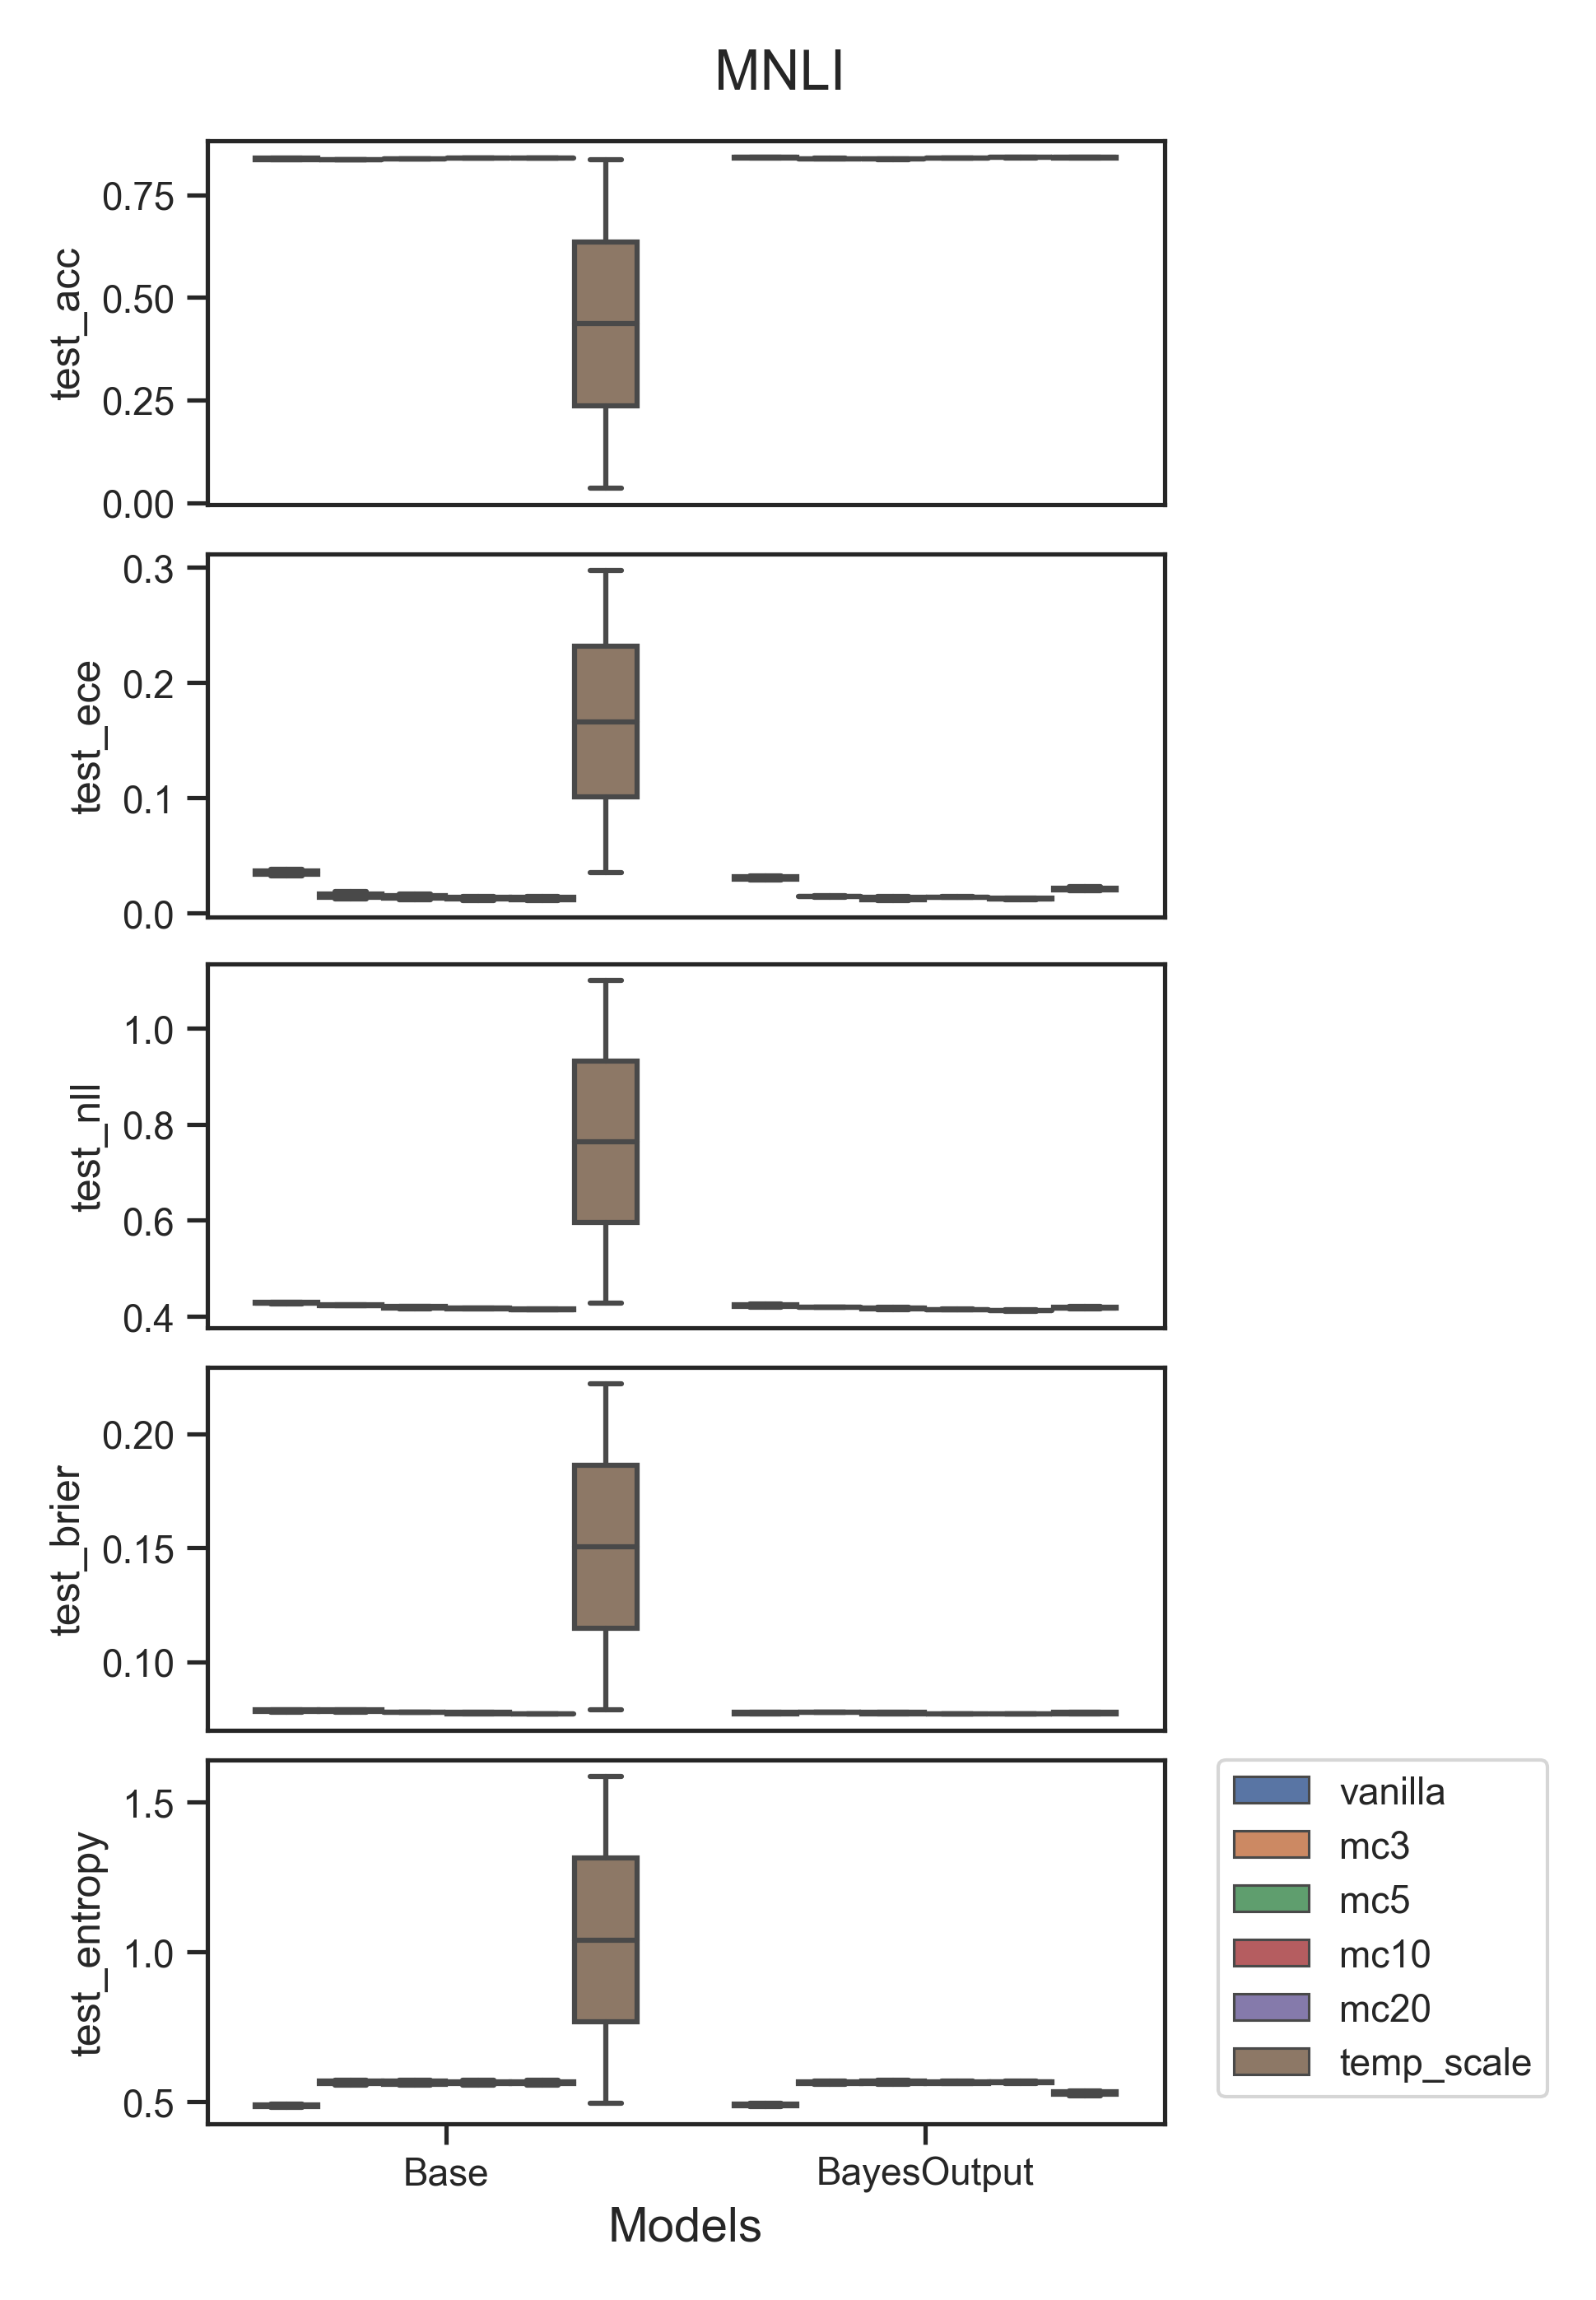 MNLI
test_acc
0.75
0.50
0.25
0.00
test_ece
0.3
0.2
0.1
0.0
test_nll
1.0
0.8
0.6
0.4
test_brier
0.20
0.15
0.10
test_entropy
1.5
1.0
0.5
Base
BayesOutput
Models
vanilla
mc3
mc5
mc10
mc20
temp_scale